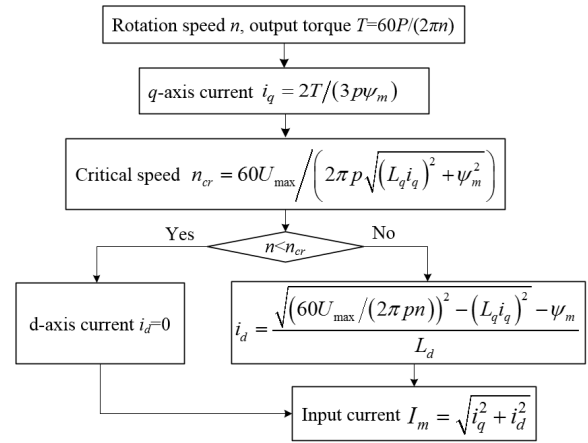 Rotation speed n, output torque T=60P/(2πn)
q-axis current i_q = 2T/(3pψ_m)
Critical speed n_cr = 60U_max/(2πp√((L_q i_q)^2 + ψ_m^2))
Yes
n<n_cr
No
d-axis current i_d=0
i_d = (√((60U_max/(2πpn))^2 − (L_q i_q)^2) − ψ_m)/L_d
Input current I_m = √(i_q^2 + i_d^2)